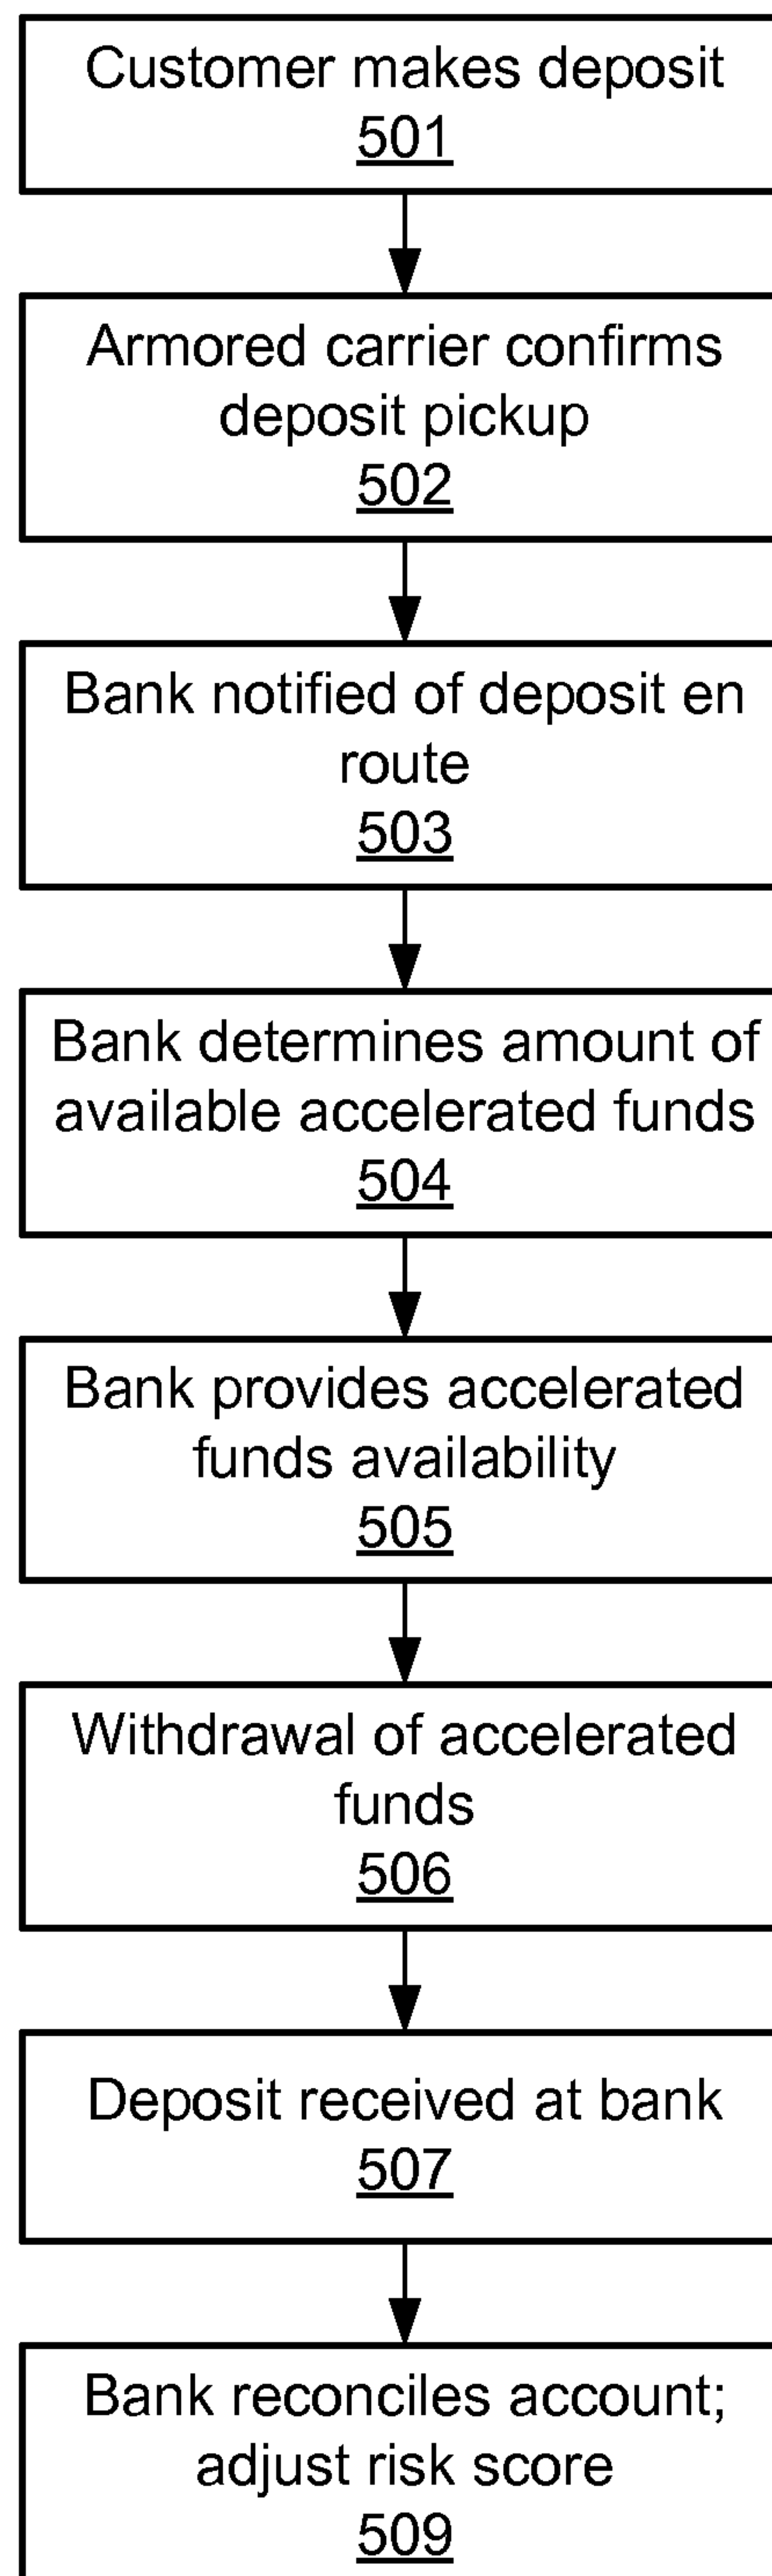 Customer makes deposit
501
Armored carrier confirms
deposit pickup
502
Bank notified of deposit en
route
503
Bank determines amount of
available accelerated funds
504
Bank provides accelerated
funds availability
505
Withdrawal of accelerated
funds
506
Deposit received at bank
507
Bank reconciles account;
adjust risk score
509